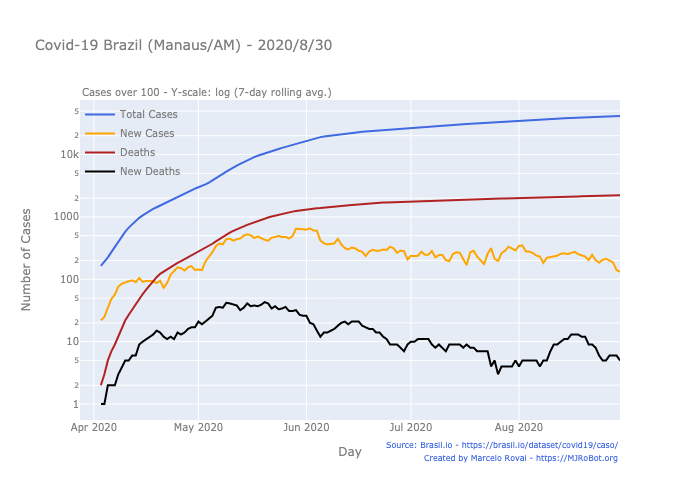 Covid-19 Brazil (Manaus/AM) - 2020/8/30
Cases over 100 - Y-scale: log (7-day rolling avg.)
Total Cases
New Cases
Deaths
New Deaths
5
2
10k
5
2
1000
5
2
100
5
2
10
5
2
1
Number of Cases
Apr 2020
May 2020
Jun 2020
Jul 2020
Aug 2020
Day
Source: Brasil.io - https://brasil.io/dataset/covid19/caso/
Created by Marcelo Rovai - https://MJRoBot.org